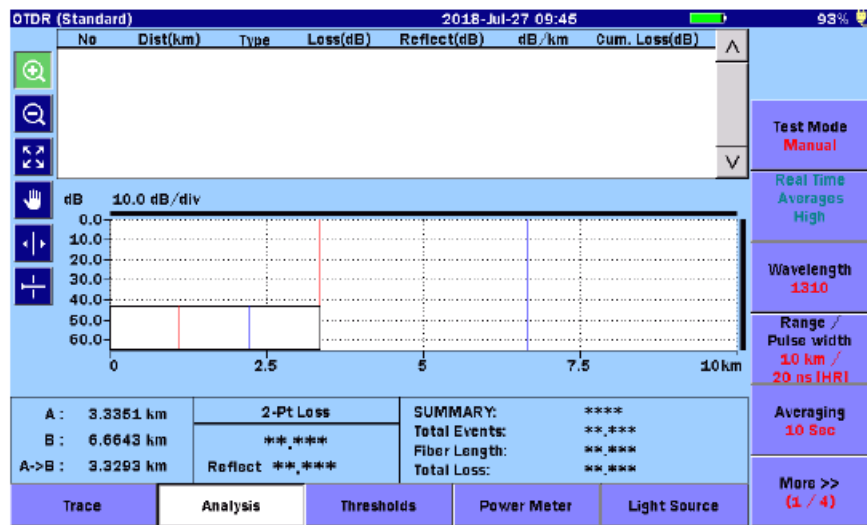 OTDR (Standard) 2018-Jul-27 09:45 93%
No Dist(km) Type Loss(dB) Reflect(dB) dB/km Cum. Loss(dB)
Test Mode
Manual
Real Time
Averages
High
Wavelength
1310
Range /
Pulse width
10 km /
20 ns [HR]
Averaging
10 Sec
More >>
(1 / 4)
dB 10.0 dB/div
0.0
10.0
20.0
30.0
40.0
50.0
60.0
0 2.5 5 7.5 10km
A: 3.3351 km
B: 6.6643 km
A->B: 3.3293 km
2-Pt Loss
**.***
Reflect **.***
SUMMARY: ****
Total Events: **.***
Fiber Length: **.***
Total Loss: **.***
Trace Analysis Thresholds Power Meter Light Source